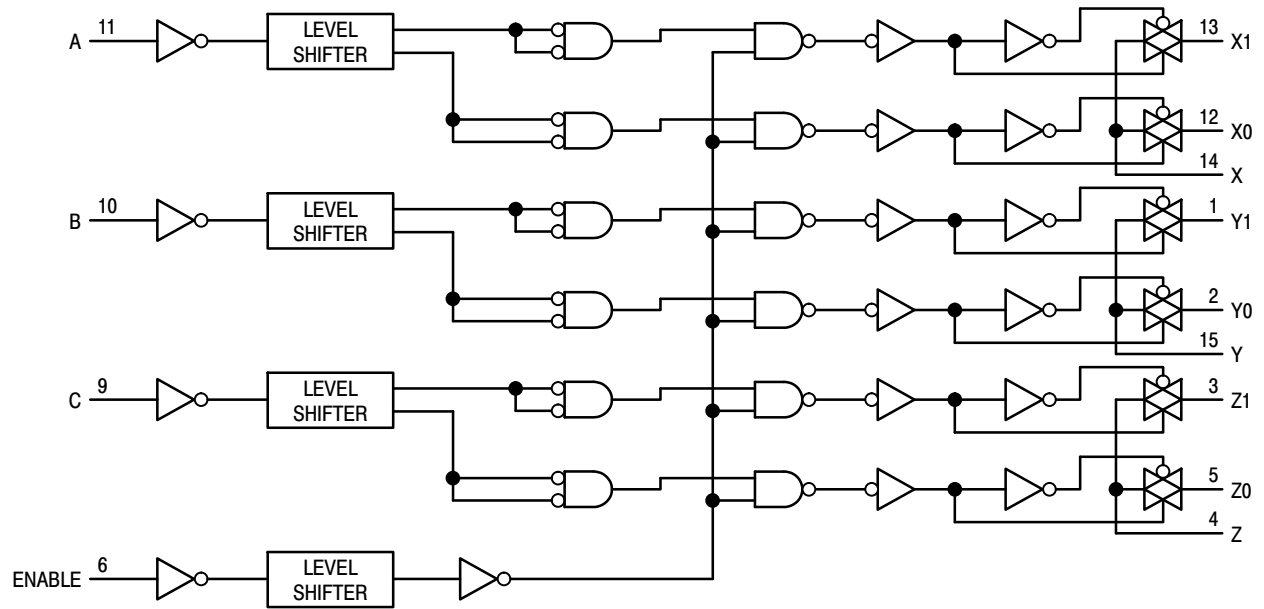 A 11 LEVEL SHIFTER 13 X1
12 X0
14 X
B 10 LEVEL SHIFTER 1 Y1
2 Y0
15 Y
C 9 LEVEL SHIFTER 3 Z1
5 Z0
4 Z
ENABLE 6 LEVEL SHIFTER